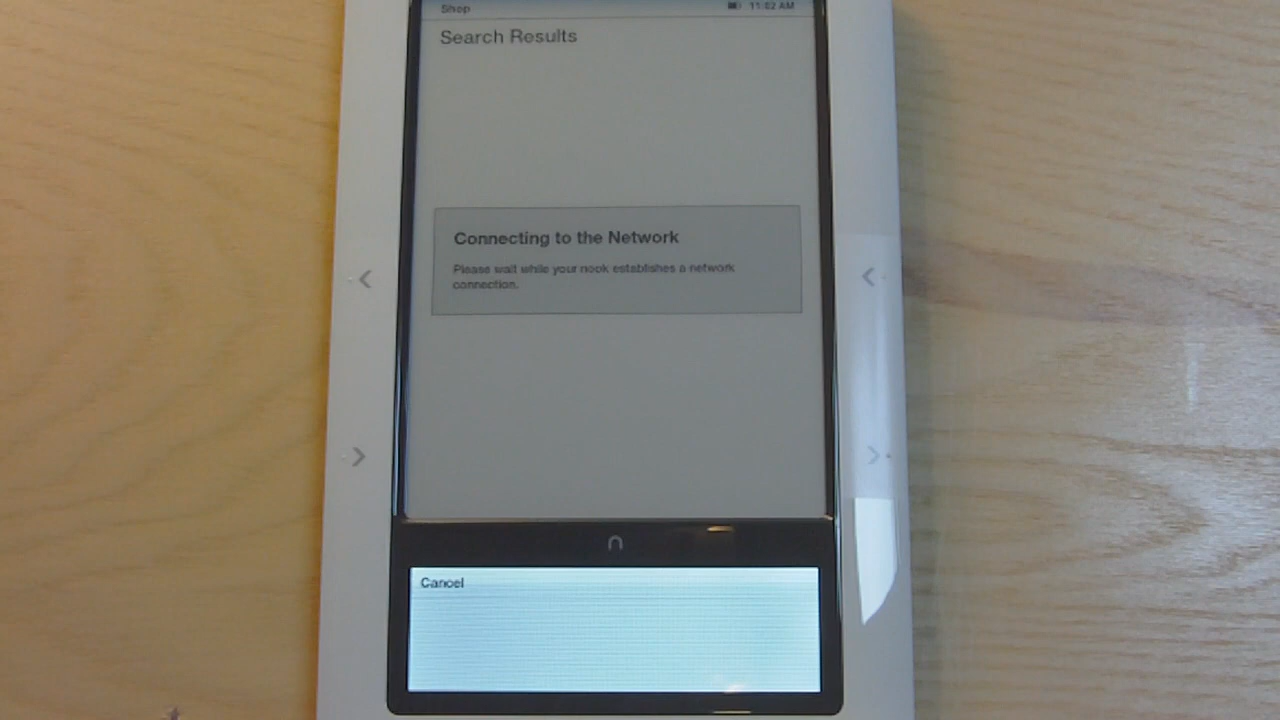 Shop
11:02 AM
Search Results
Connecting to the Network
Please wait while your nook establishes a network
connection.
Cancel